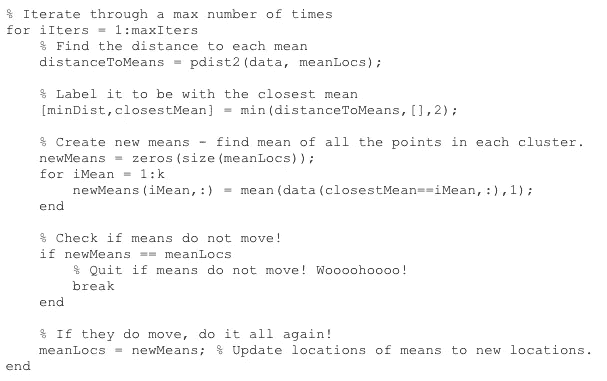 % Iterate through a max number of times
for iIters = 1:maxIters
    % Find the distance to each mean
    distanceToMeans = pdist2(data, meanLocs);

    % Label it to be with the closest mean
    [minDist,closestMean] = min(distanceToMeans,[],2);

    % Create new means - find mean of all the points in each cluster.
    newMeans = zeros(size(meanLocs));
    for iMean = 1:k
        newMeans(iMean,:) = mean(data(closestMean==iMean,:),1);
    end

    % Check if means do not move!
    if newMeans == meanLocs
        % Quit if means do not move! Woooohoooo!
        break
    end

    % If they do move, do it all again!
    meanLocs = newMeans; % Update locations of means to new locations.
end